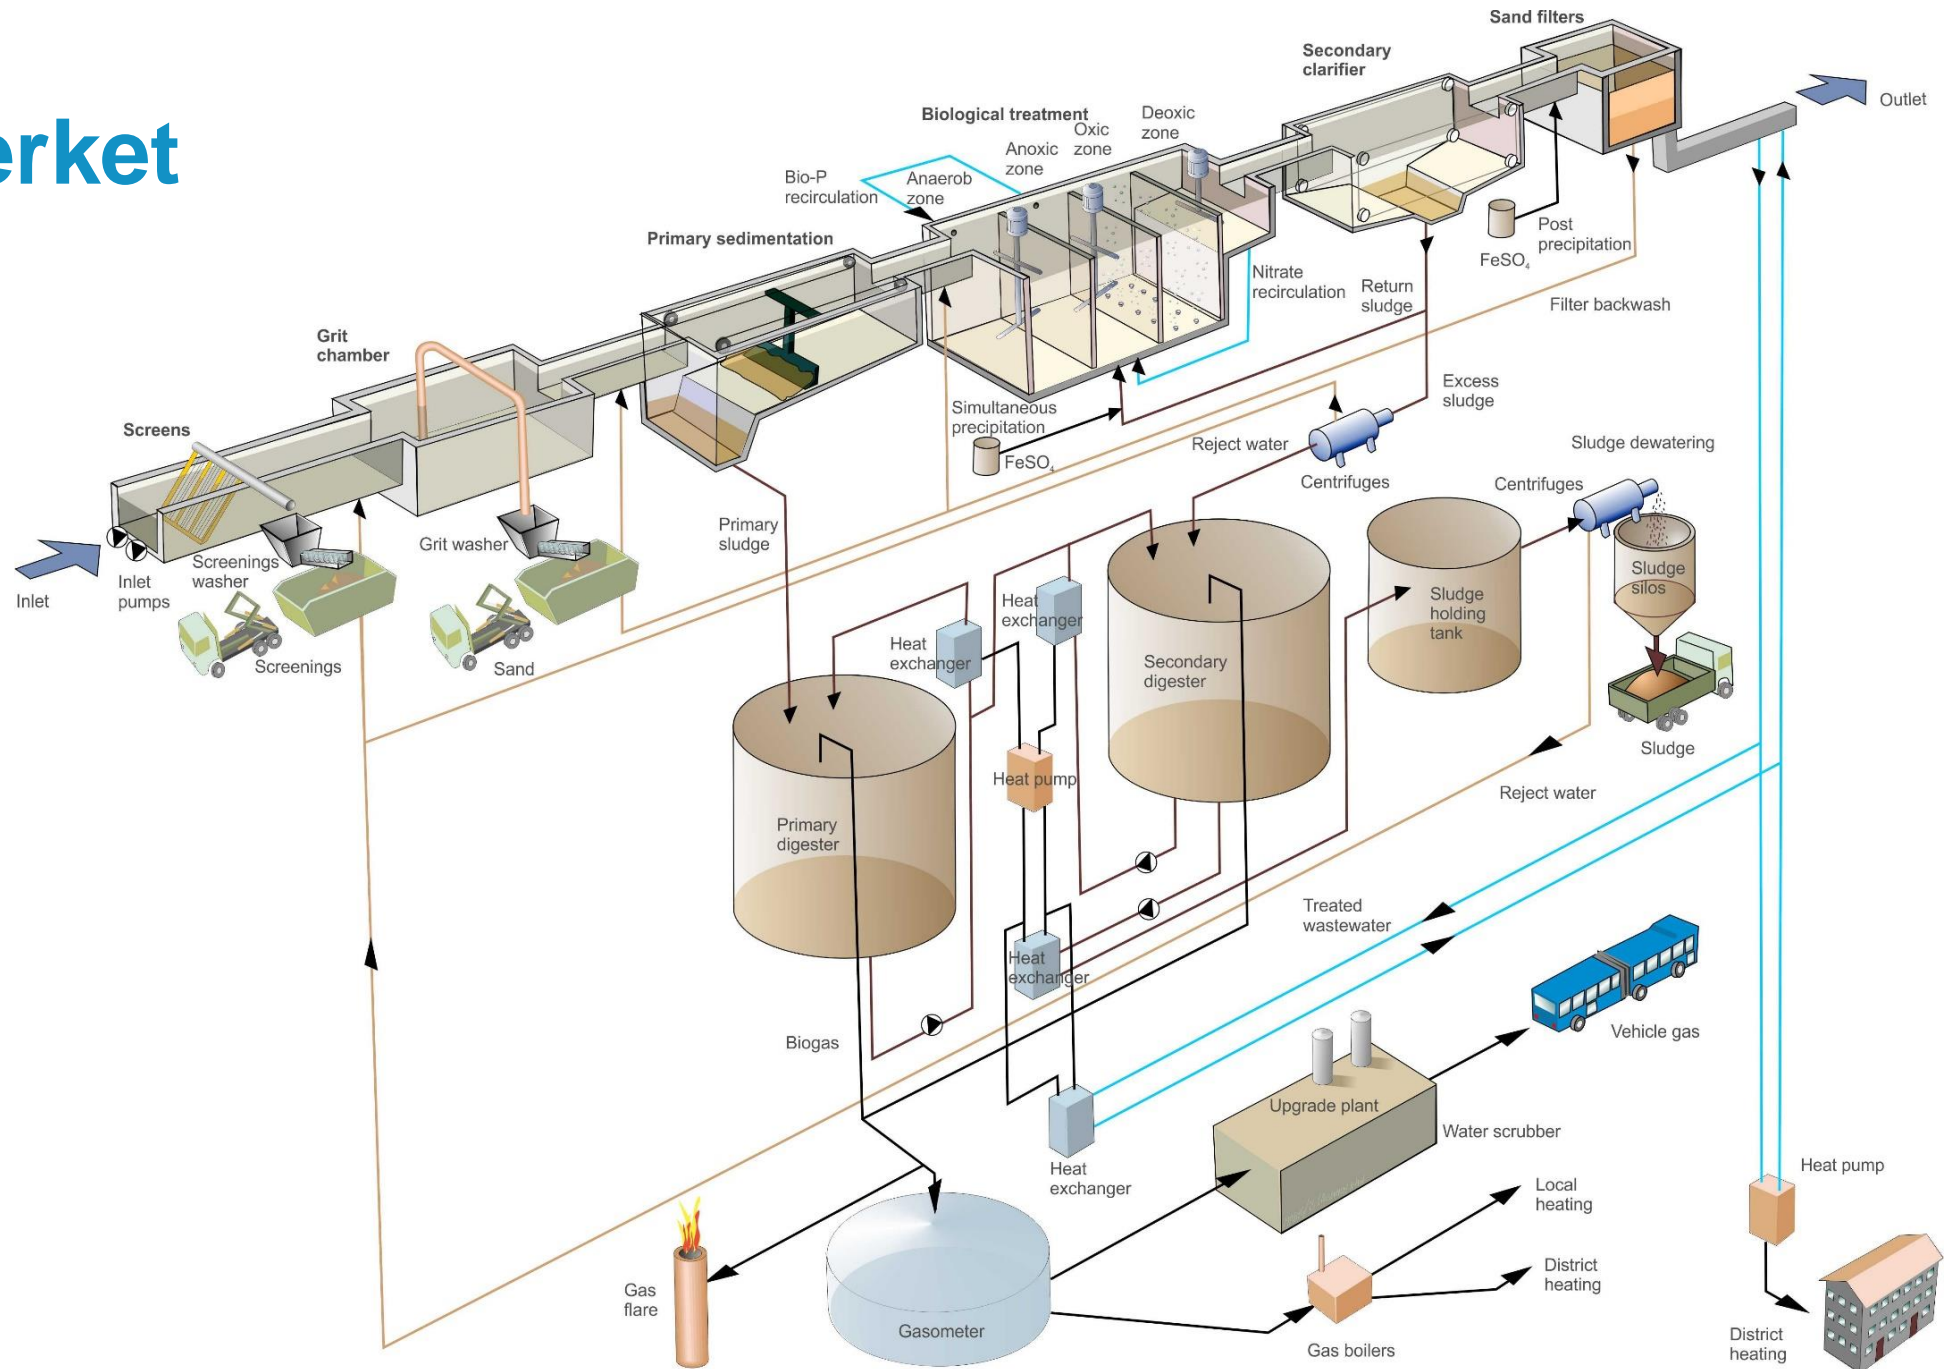 erket
Sand filters
Secondary
clarifier
Outlet
Biological treatment
Deoxic
zone
Oxic
zone
Anoxic
zone
Anaerob
zone
Bio-P
recirculation
Primary sedimentation
Post
precipitation
FeSO4
Nitrate
recirculation
Return
sludge
Filter backwash
Grit
chamber
Screens
Excess
sludge
Simultaneous
precipitation
FeSO4
Reject water
Centrifuges
Sludge dewatering
Centrifuges
Inlet
Inlet
pumps
Screenings
washer
Screenings
Grit washer
Sand
Primary
sludge
Heat
exchanger
Heat
exchanger
Secondary
digester
Sludge
holding
tank
Sludge
silos
Sludge
Heat pump
Primary
digester
Reject water
Heat
exchanger
Treated
wastewater
Biogas
Vehicle gas
Upgrade plant
Water scrubber
Heat
exchanger
Heat pump
Local
heating
District
heating
Gas
flare
Gasometer
Gas boilers
District
heating